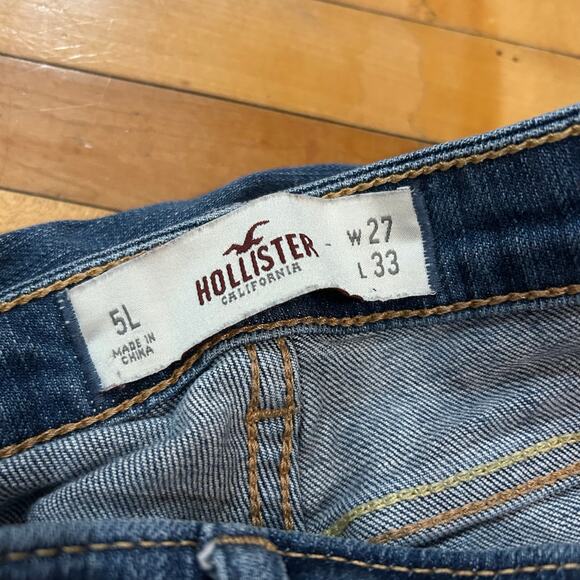 5L
MADE IN
CHINA
HOLLISTER
CALIFORNIA
W 27
L 33